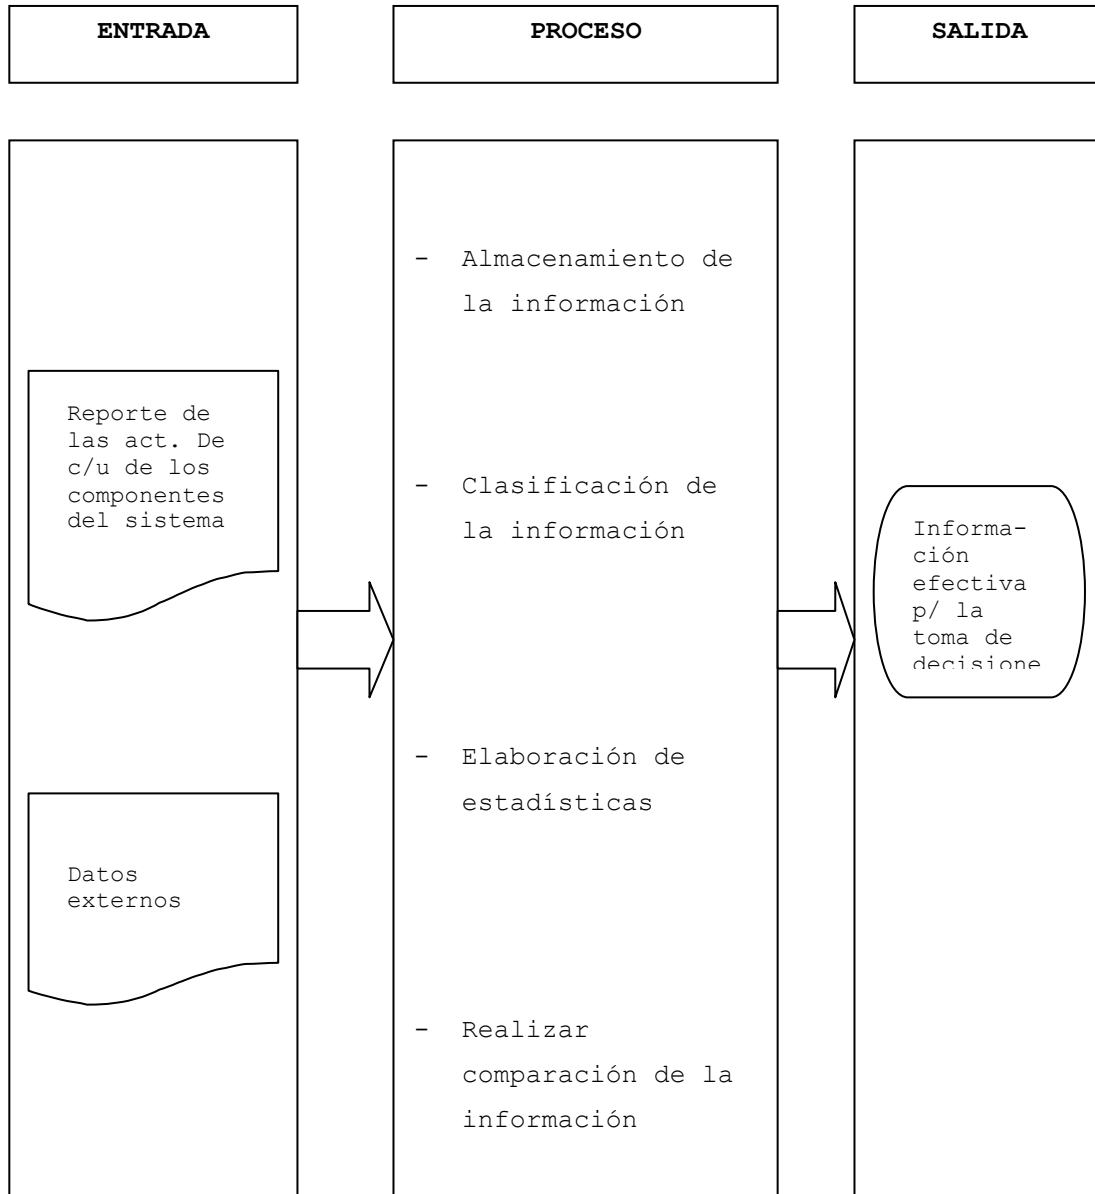 ENTRADA
PROCESO
SALIDA
Reporte de
las act. De
c/u de los
componentes
del sistema
Datos
externos
- Almacenamiento de
la información
- Clasificación de
la información
- Elaboración de
estadísticas
- Realizar
comparación de la
información
Informa-
ción
efectiva
p/ la
toma de
decisione